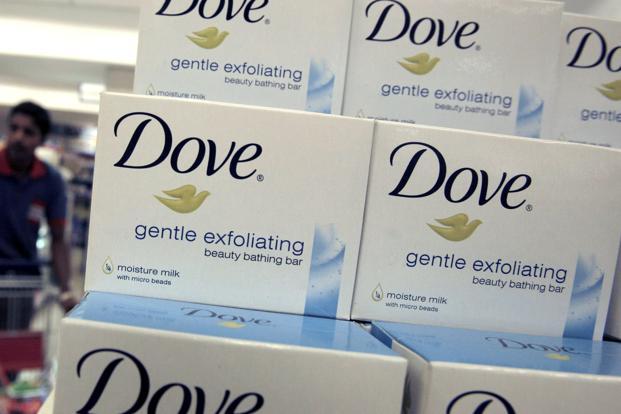 Dove
gentle exfoliating
beauty bathing bar
moisture milk
Dove
gentle exfoliating
beauty bathing bar
Do
Dove®
gentle exfoliating
beauty bathing bar
moisture milk
with micro beads
Dove®
gentle exfoliating
beauty bathing bar
moisture milk
with micro beads
Dove
Dove
Dove